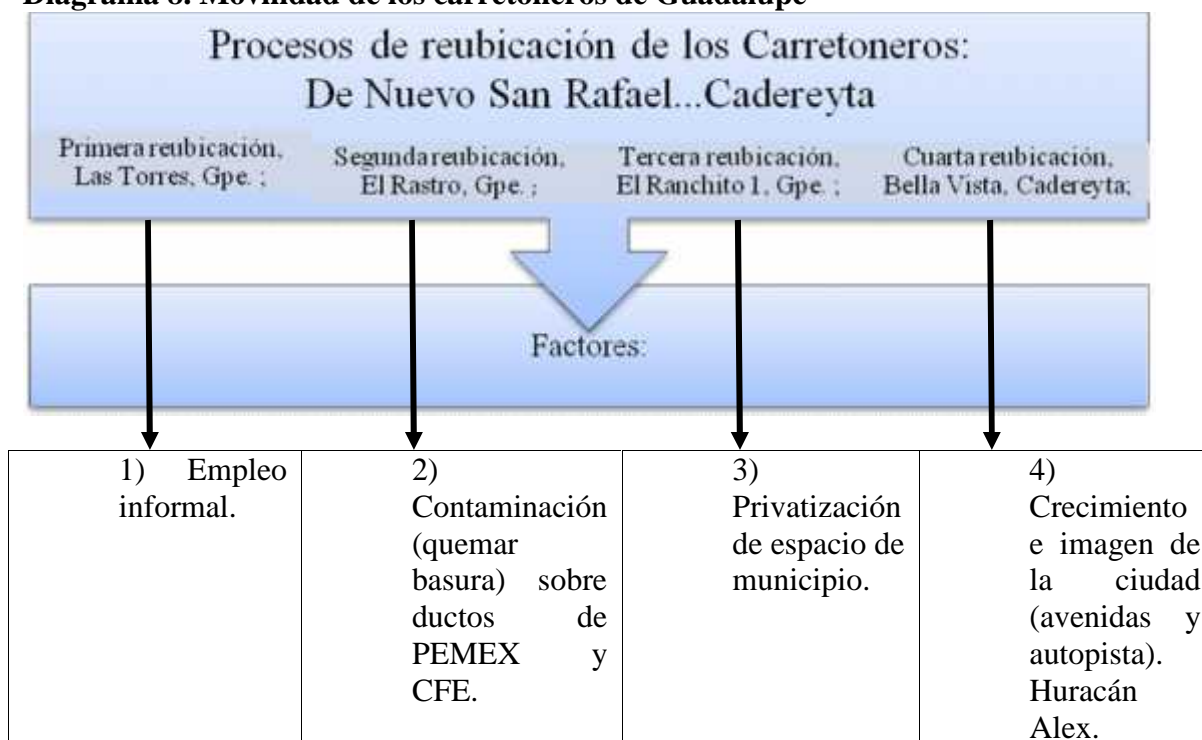 Diagrama 8. Movilidad de los carretoneros de Guadalupe
Procesos de reubicación de los Carretoneros:
De Nuevo San Rafael...Cadereyta
Primera reubicación,
Las Torres, Gpe. ;
Segunda reubicación,
El Rastro, Gpe. ;
Tercera reubicación,
El Ranchito 1, Gpe. ;
Cuarta reubicación,
Bella Vista, Cadereyta;
Factores:
1) Empleo
informal.
2)
Contaminación
(quemar
basura) sobre
ductos de
PEMEX y
CFE.
3)
Privatización
de espacio de
municipio.
4)
Crecimiento
e imagen de
la ciudad
(avenidas y
autopista).
Huracán
Alex.